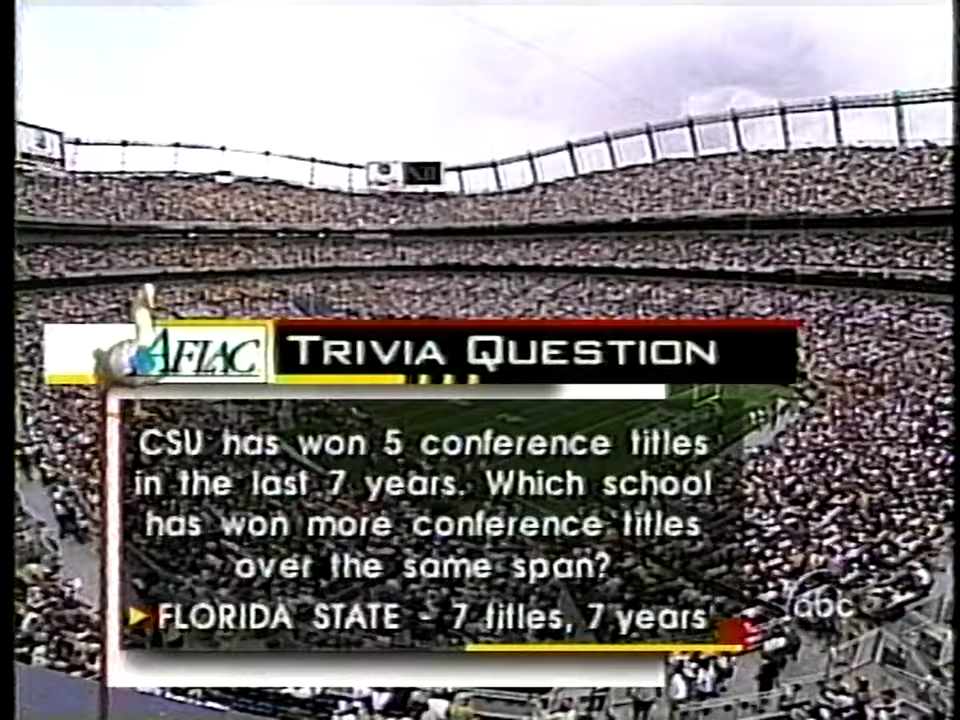 AFLAC TRIVIA QUESTION
CSU has won 5 conference titles
in the last 7 years. Which school
has won more conference titles
over the same span?
FLORIDA STATE - 7 titles, 7 years
abc